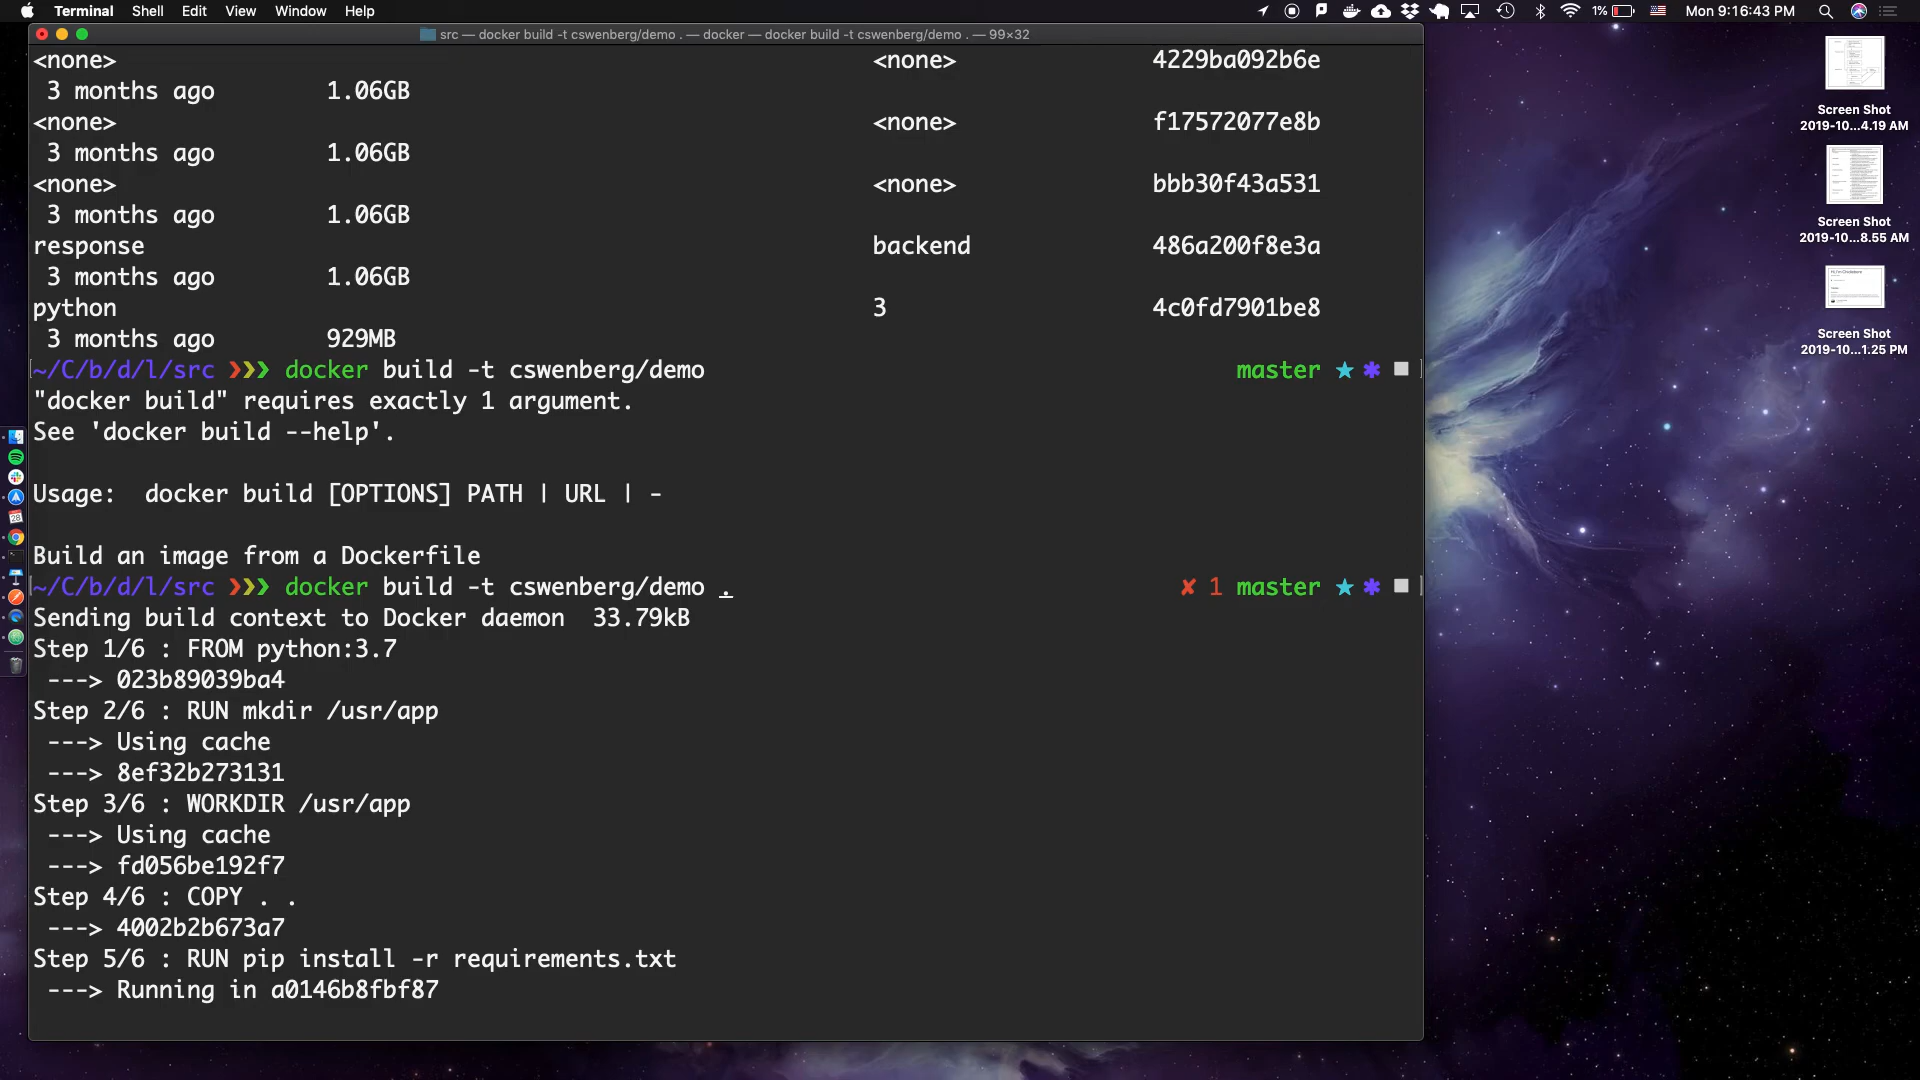 Terminal Shell Edit View Window Help 1% Mon 9:16:43 PM
src — docker build -t cswenberg/demo . — docker — docker build -t cswenberg/demo . — 99×32
<none> <none> 4229ba092b6e
3 months ago 1.06GB
<none> <none> f17572077e8b
3 months ago 1.06GB
<none> <none> bbb30f43a531
3 months ago 1.06GB
response backend 486a200f8e3a
3 months ago 1.06GB
python 3 4c0fd7901be8
3 months ago 929MB
~/C/b/d/l/src ❯❯❯ docker build -t cswenberg/demo master ★ ✱ ■
"docker build" requires exactly 1 argument.
See 'docker build --help'.
Usage:  docker build [OPTIONS] PATH | URL | -
Build an image from a Dockerfile
~/C/b/d/l/src ❯❯❯ docker build -t cswenberg/demo . ✘ 1 master ★ ✱ ■
Sending build context to Docker daemon  33.79kB
Step 1/6 : FROM python:3.7
---> 023b89039ba4
Step 2/6 : RUN mkdir /usr/app
---> Using cache
---> 8ef32b273131
Step 3/6 : WORKDIR /usr/app
---> Using cache
---> fd056be192f7
Step 4/6 : COPY . .
---> 4002b2b673a7
Step 5/6 : RUN pip install -r requirements.txt
---> Running in a0146b8fbf87
Screen Shot
2019-10...4.19 AM
Screen Shot
2019-10...8.55 AM
Screen Shot
2019-10...1.25 PM
28